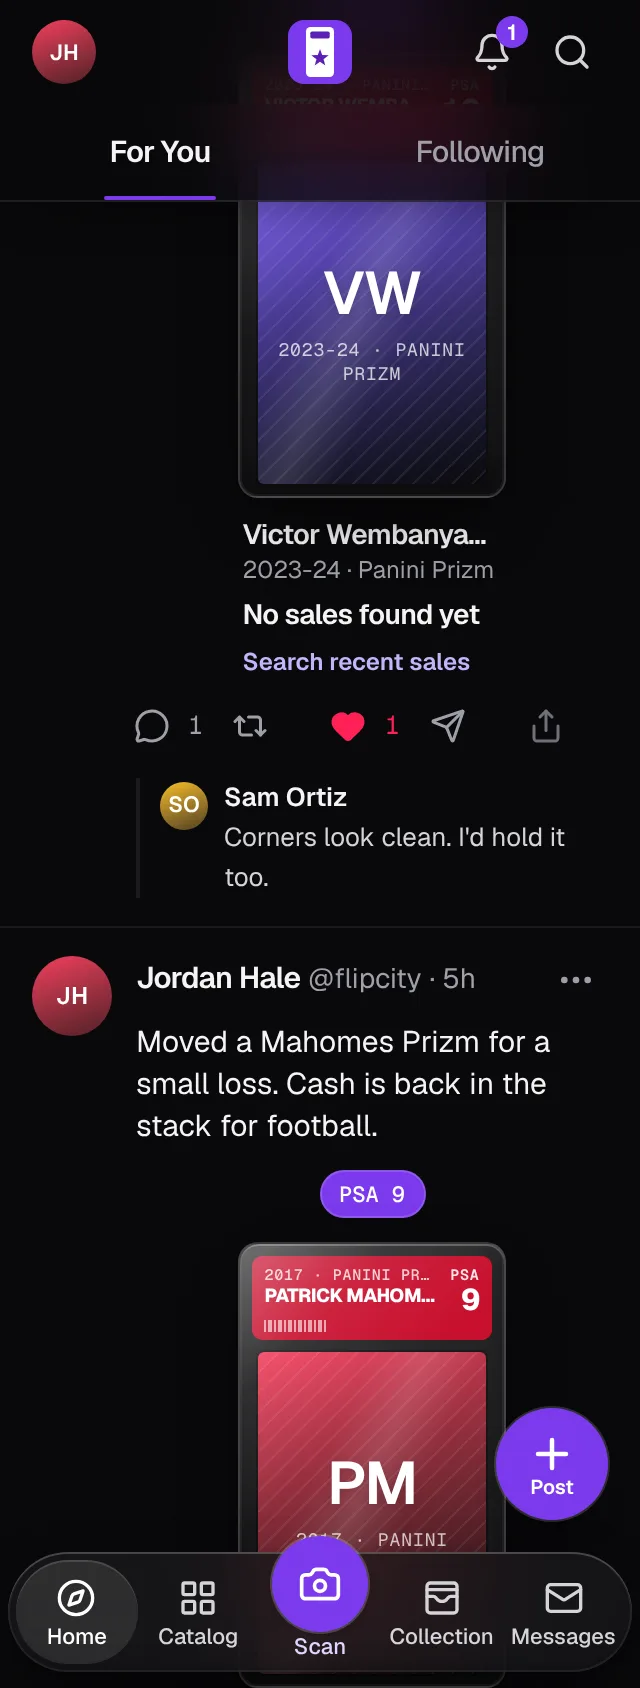 JH
1
For You
Following
VW
2023-24 · PANINI
PRIZM
Victor Wembanya...
2023-24 · Panini Prizm
No sales found yet
Search recent sales
1
1
SO
Sam Ortiz
Corners look clean. I'd hold it
too.
JH
Jordan Hale @flipcity · 5h
Moved a Mahomes Prizm for a
small loss. Cash is back in the
stack for football.
PSA 9
2017 · PANINI PR… PSA
PATRICK MAHOM... 9
PM
2017 · PANINI
Post
Home
Catalog
Scan
Collection
Messages